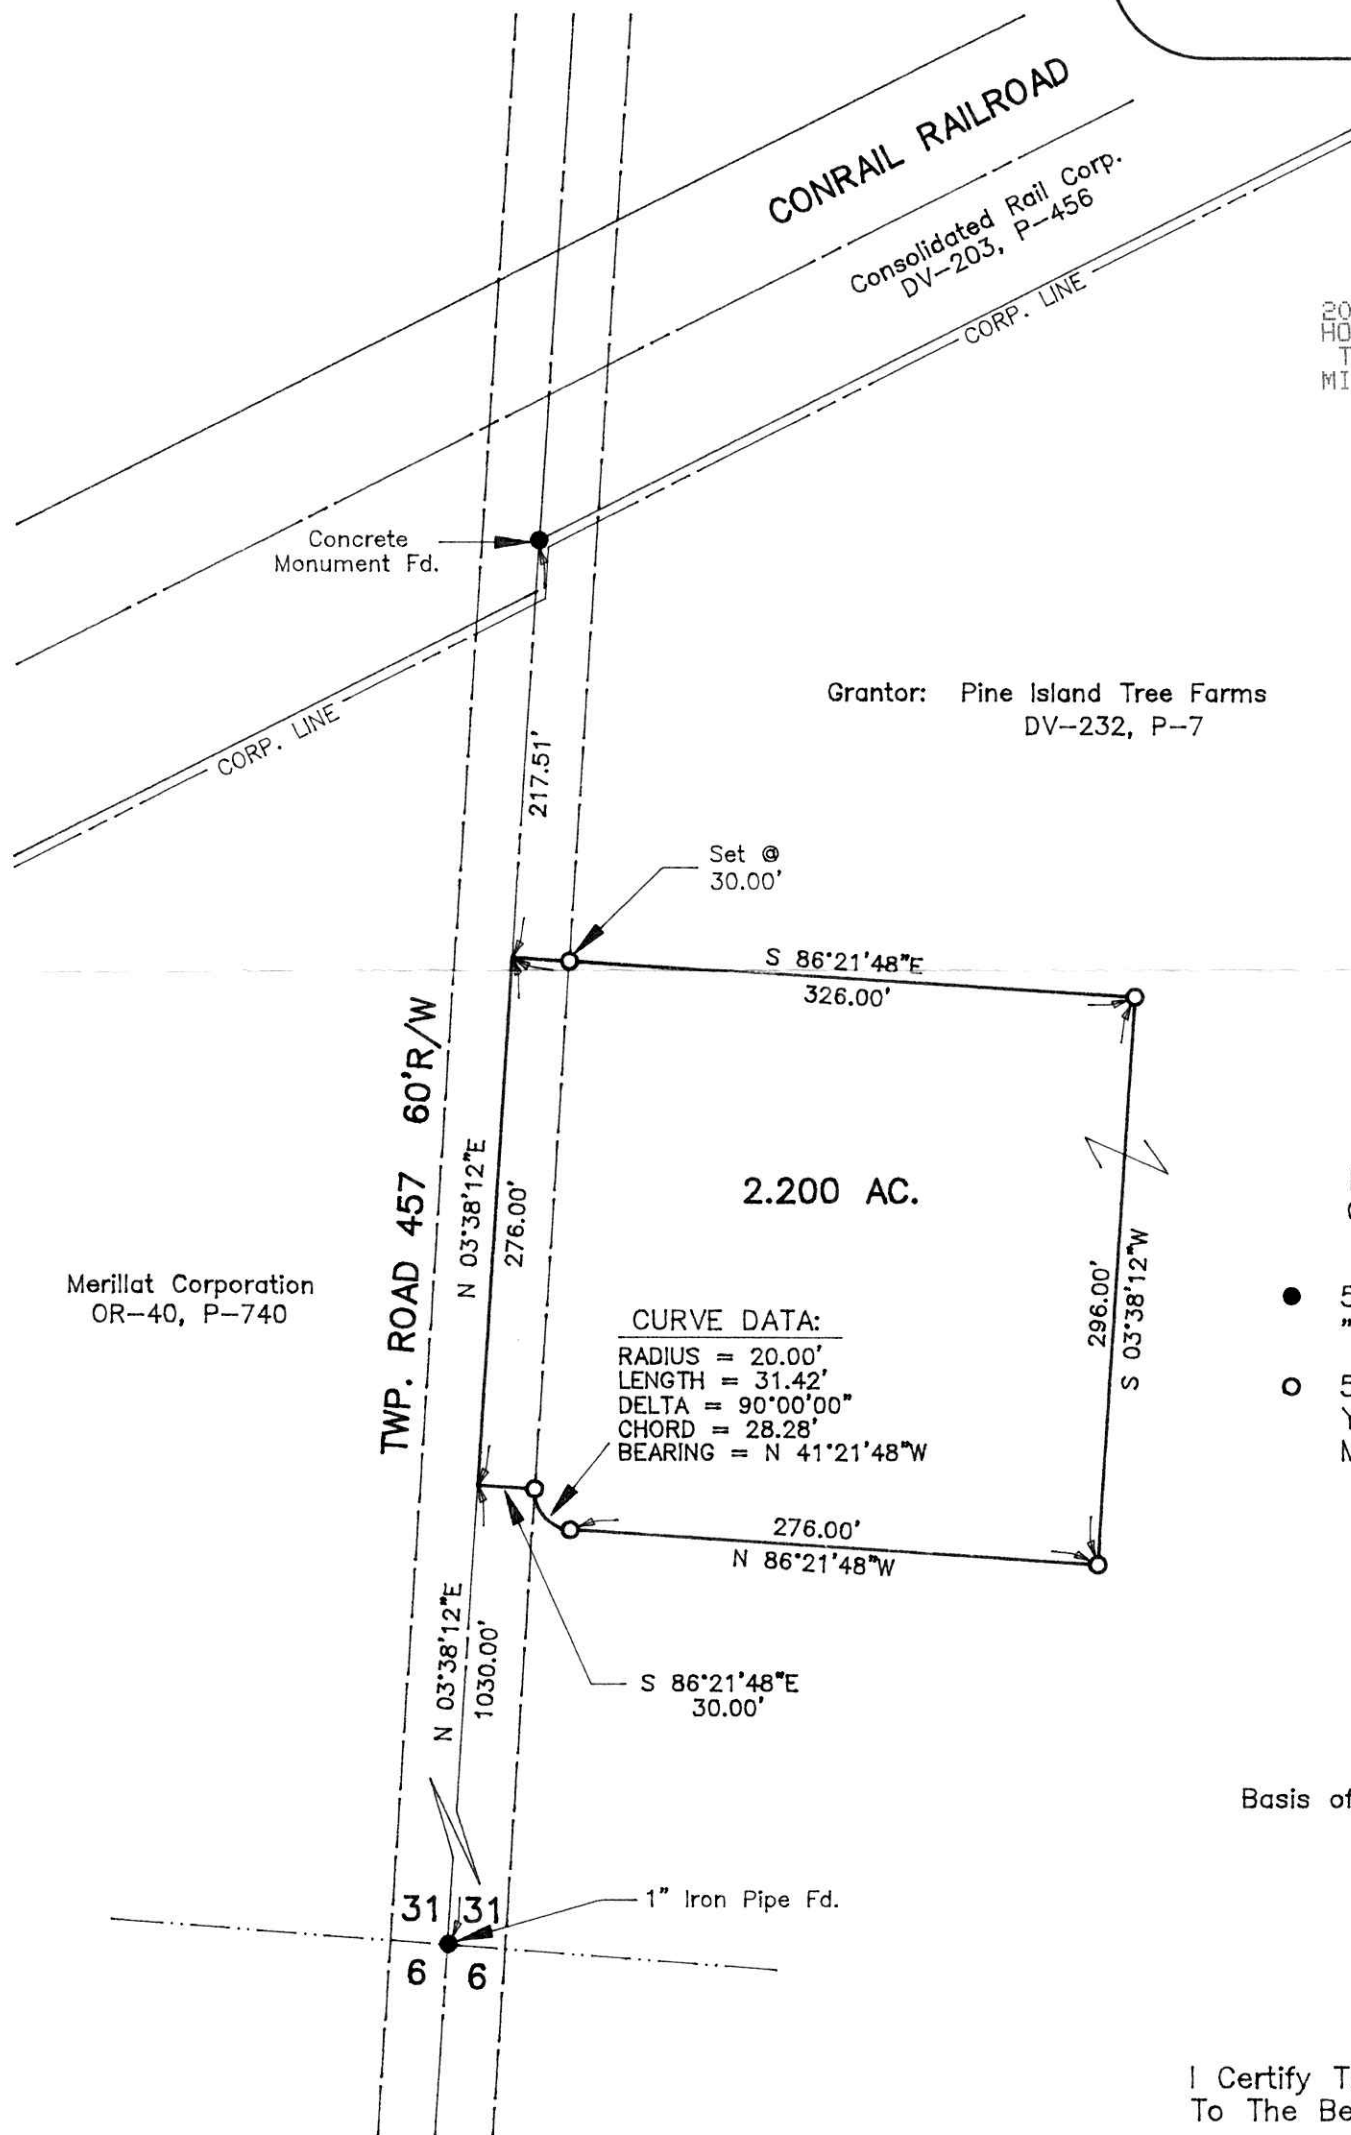 CONRAIL RAILROAD
Consolidated Rail Corp.
DV-203, P-456
CORP. LINE
20
HO
T
MI
Concrete
Monument Fd.
CORP. LINE
217.51'
Grantor: Pine Island Tree Farms
DV-232, P-7
Set @
30.00'
S 86°21'48"E
326.00'
TWP. ROAD 457 60'R/W
N 03°38'12"E
276.00'
2.200 AC.
296.00'
S 03°38'12"W
Merillat Corporation
OR-40, P-740
CURVE DATA:
RADIUS = 20.00'
LENGTH = 31.42'
DELTA = 90°00'00"
CHORD = 28.28'
BEARING = N 41°21'48"W
276.00'
N 86°21'48"W
N 03°38'12"E
1030.00'
S 86°21'48"E
30.00'
Basis of
1" Iron Pipe Fd.
31 31
6 6
I Certify T
To The Be